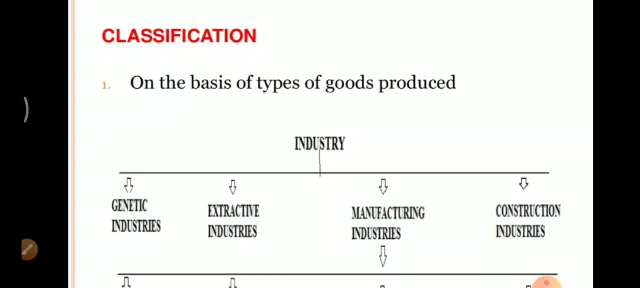 CLASSIFICATION
1. On the basis of types of goods produced
INDUSTRY
GENETIC INDUSTRIES
EXTRACTIVE INDUSTRIES
MANUFACTURING INDUSTRIES
CONSTRUCTION INDUSTRIES